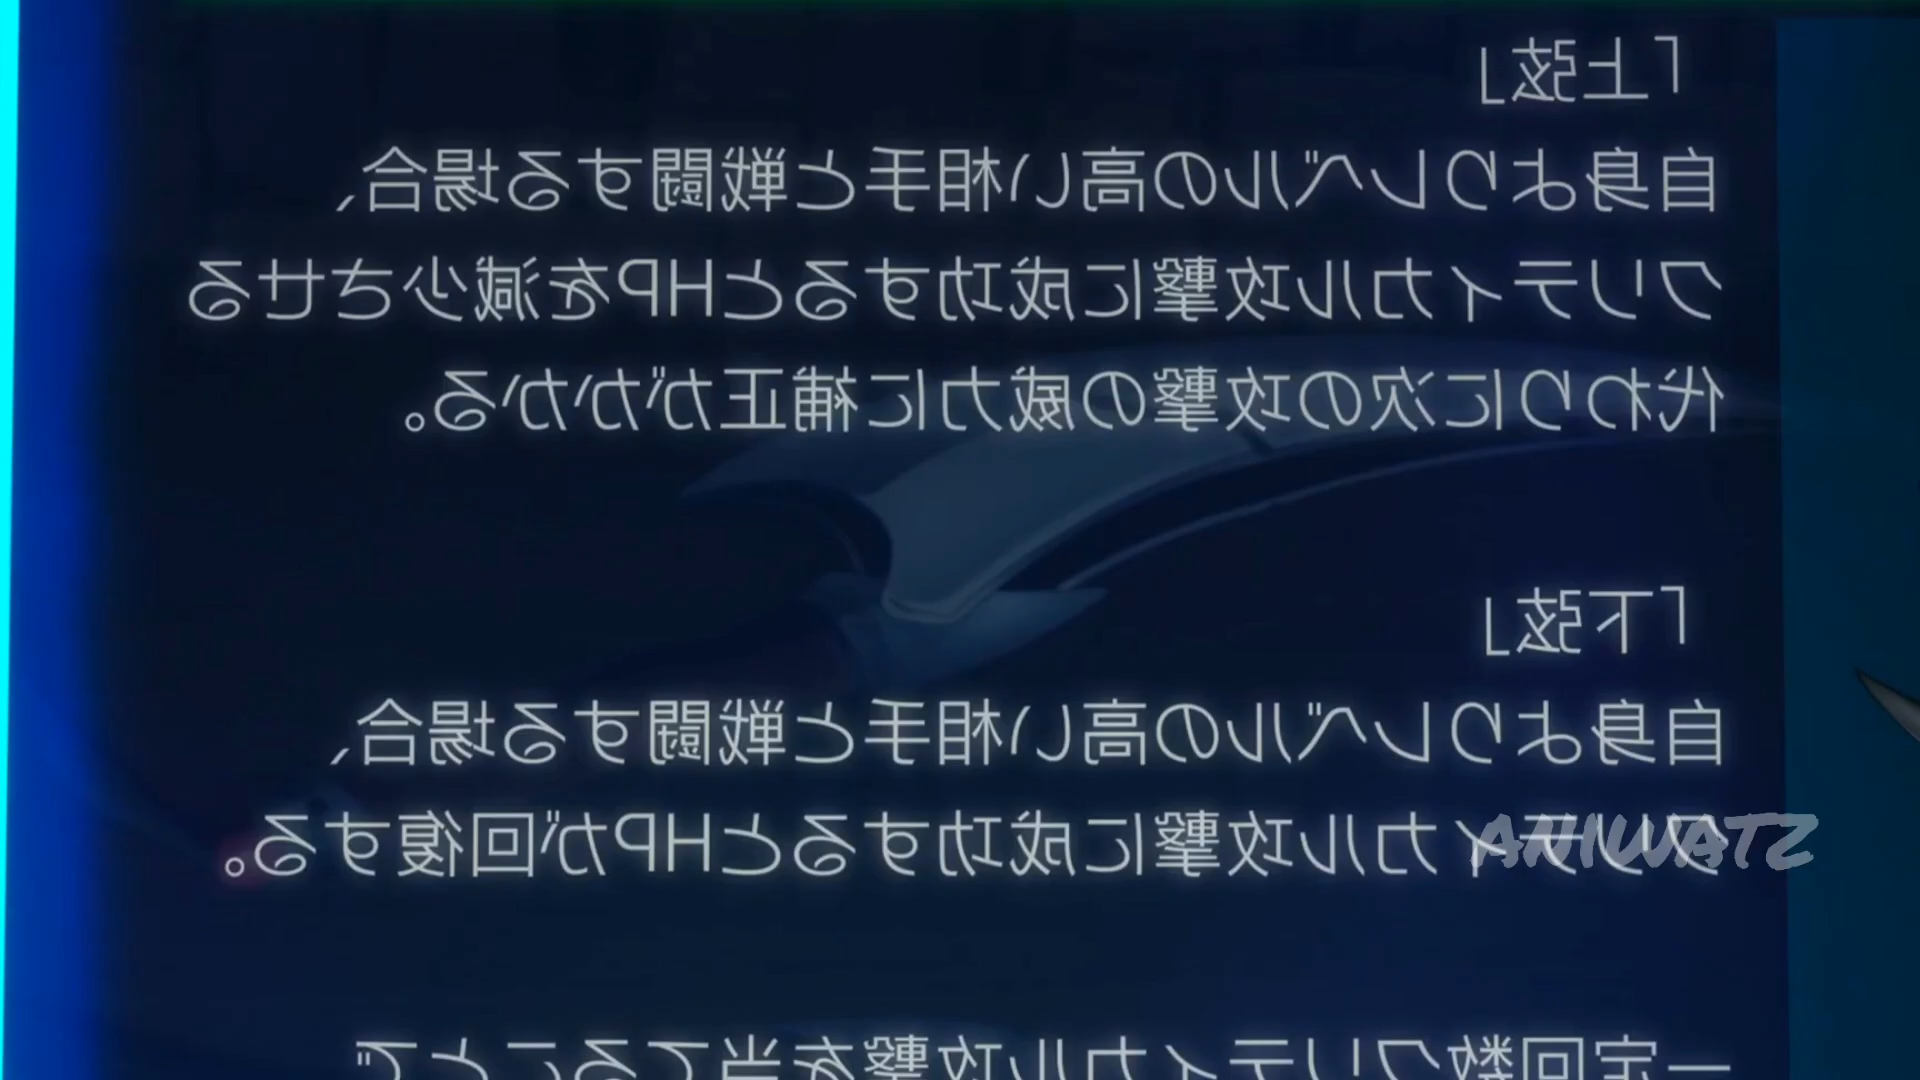 「上弦」
自身よりレベルの高い相手と戦闘する場合、
クリティカル攻撃に成功するとHPを減少させる
代わりに次の攻撃の威力に補正がかかる。
「下弦」
自身よりレベルの高い相手と戦闘する場合、
クリティカル攻撃に成功するとHPが回復する。
ANIWATZ
一定回数クリティカル攻撃を当てることで